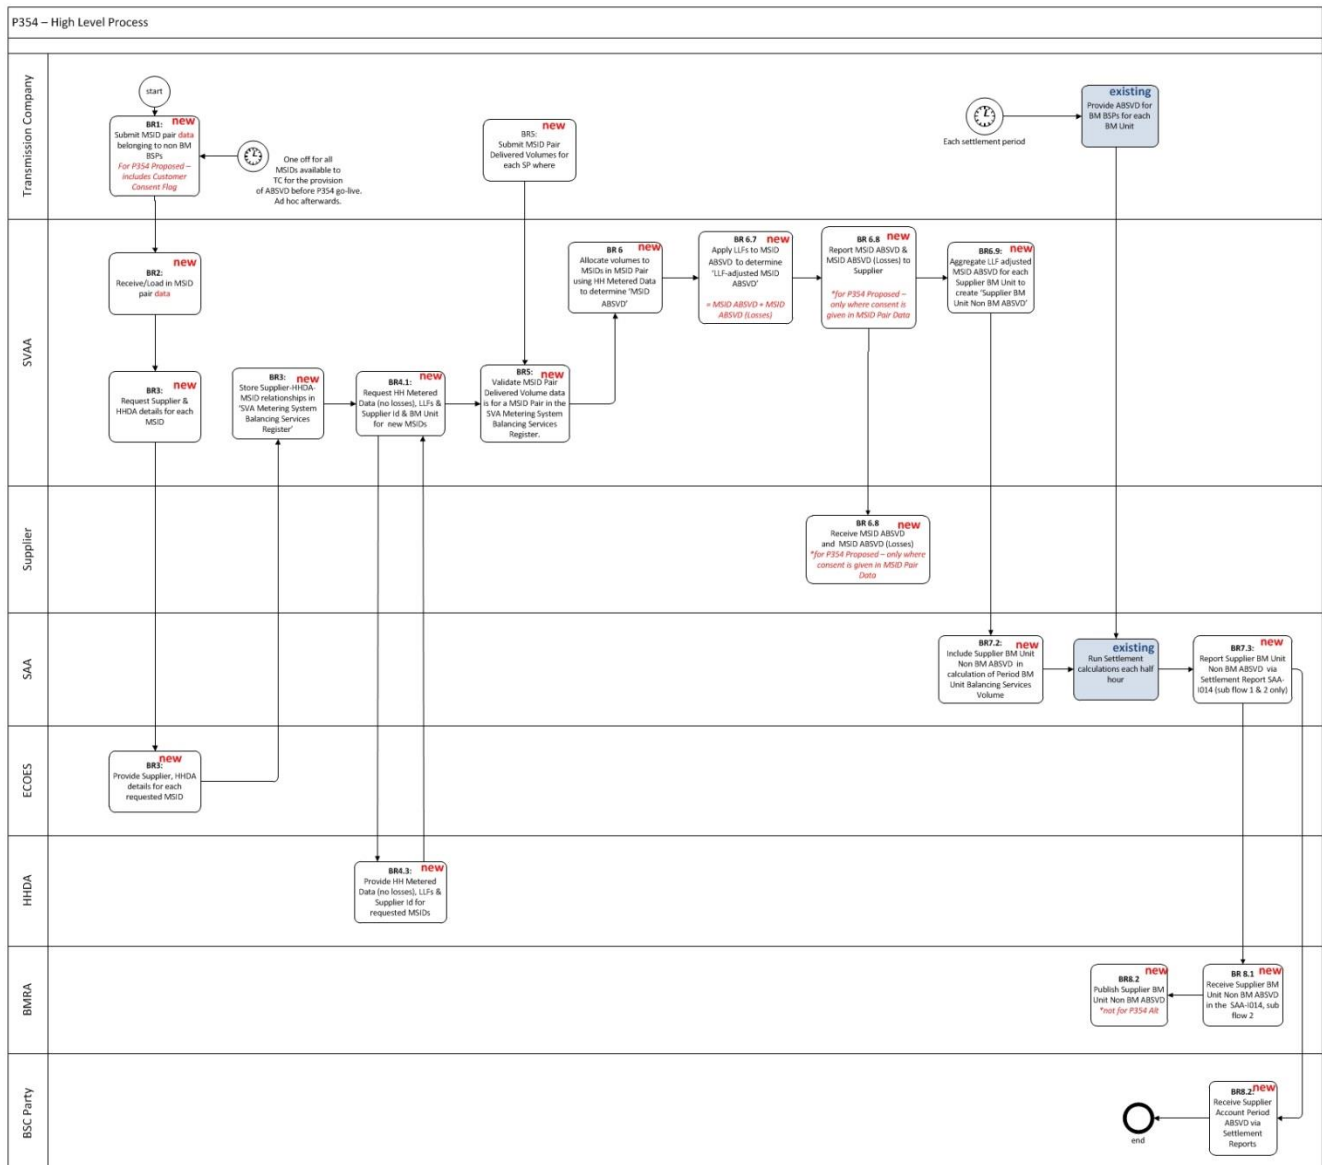 P354 – High Level Process
Transmission Company
start
BR1: new
Submit MSID pair data
belonging to non BM
BSPs
For P354 Proposed –
includes Customer
Consent Flag
One off for all
MSIDs available to
TC for the provision
of ABSVD before P354 go-live.
Ad hoc afterwards.
new
BR5:
Submit MSID Pair
Delivered Volumes for
each SP where
Each settlement period
existing
Provide ABSVD for
BM BSPs for each
BM Unit
SVAA
new
BR2:
Receive/Load in MSID
pair data
new
BR3:
Request Supplier &
HHDA details for each
MSID
BR3: new
Store Supplier-HHDA-
MSID relationships in
'SVA Metering System
Balancing Services
Register'
BR4.1: new
Request HH Metered
Data (no losses), LLFs &
Supplier Id & BM Unit
for new MSIDs
BR5: new
Validate MSID Pair
Delivered Volume data
is for a MSID Pair in the
SVA Metering System
Balancing Services
Register.
BR 6 new
Allocate volumes to
MSIDs in MSID Pair
using HH Metered Data
to determine 'MSID
ABSVD'
BR 6.7 new
Apply LLFs to MSID
ABSVD to determine
'LLF-adjusted MSID
ABSVD'
= MSID ABSVD + MSID
ABSVD (Losses)
BR 6.8 new
Report MSID ABSVD &
MSID ABSVD (Losses)
to Supplier
*for P354 Proposed –
only where consent is
given in MSID Pair Data
BR6.9: new
Aggregate LLF adjusted
MSID ABSVD for each
Supplier BM Unit to
create 'Supplier BM
Unit Non BM ABSVD'
Supplier
BR 6.8 new
Receive MSID ABSVD
and MSID ABSVD (Losses)
*for P354 Proposed – only where
consent is given in MSID Pair
Data
SAA
BR7.2: new
Include Supplier BM Unit
Non BM ABSVD in
calculation of Period BM
Unit Balancing Services
Volume
existing
Run Settlement
calculations each half
hour
BR7.3: new
Report Supplier BM Unit
Non BM ABSVD via
Settlement Report SAA-
I014 (sub flow 1 & 2 only)
ECOES
BR3: new
Provide Supplier, HHDA
details for each
requested MSID
HHDA
BR4.3: new
Provide HH Metered
Data (no losses), LLFs &
Supplier Id for
requested MSIDs
BMRA
BR8.2 new
Publish Supplier BM
Unit Non BM ABSVD
*not for P354 Alt
BR 8.1 new
Receive Supplier BM
Unit Non BM ABSVD
in the SAA-I014, sub
flow 2
BSC Party
end
BR8.2: new
Receive Supplier
Account Period
ABSVD via
Settlement
Reports